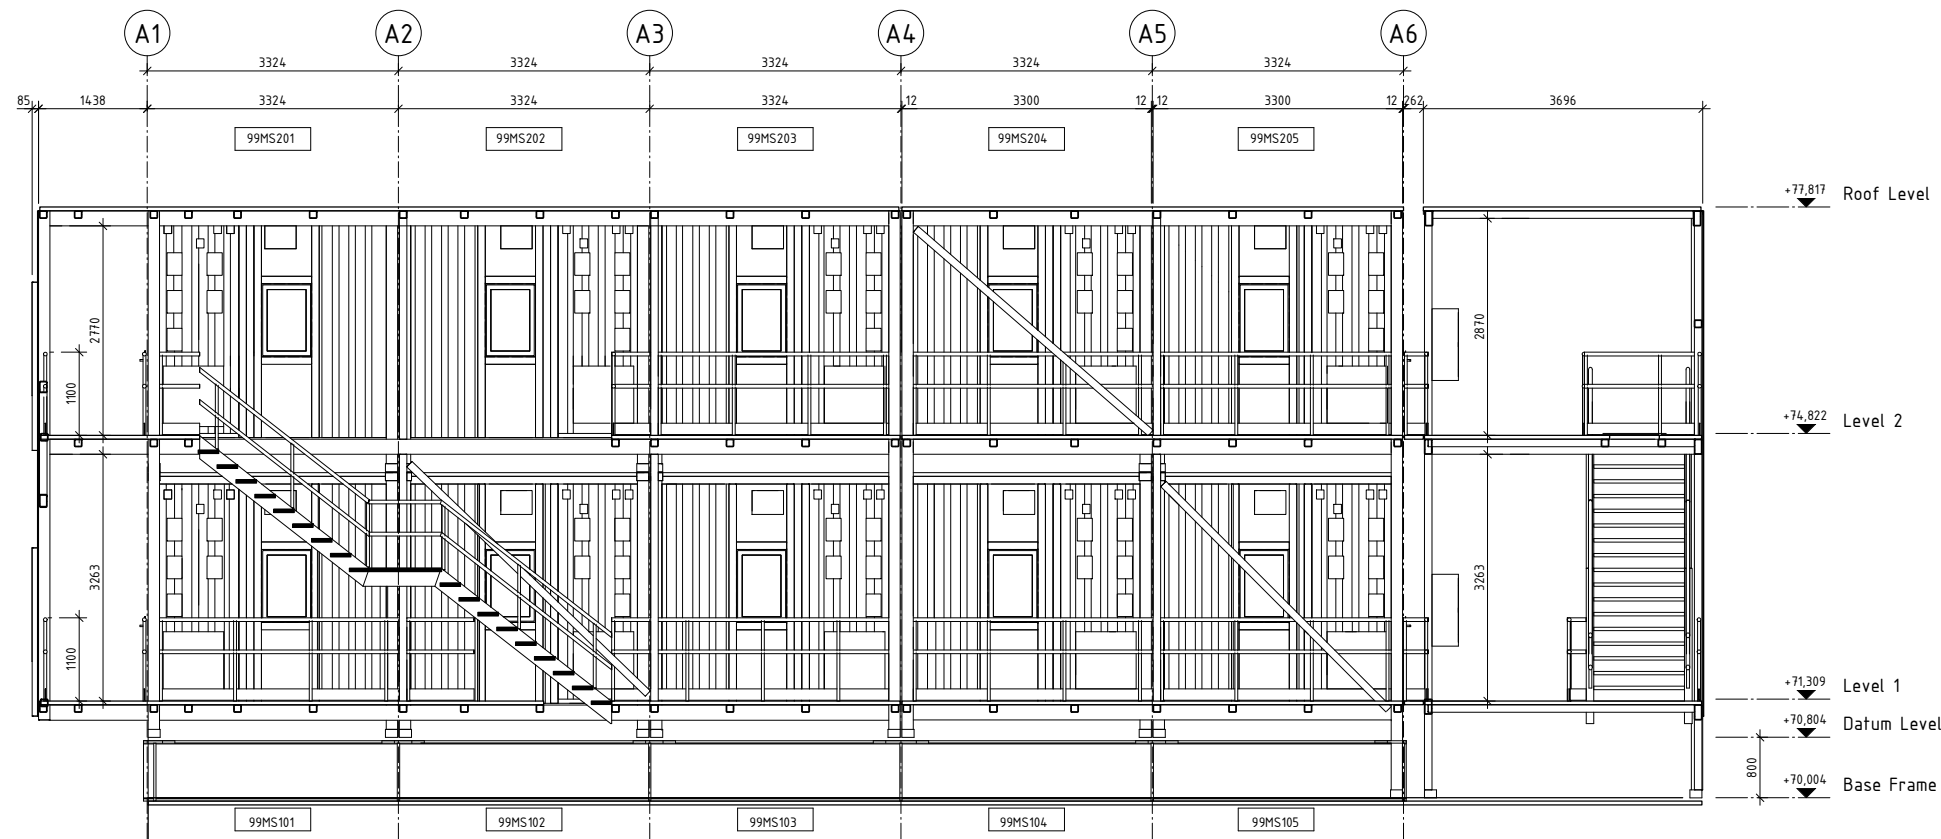 A1 A2 A3 A4 A5 A6
3324 3324 3324 3324 3324
85 1438 3324 3324 3324 12 3300 12 12 3300 12 262 3696
99MS201 99MS202 99MS203 99MS204 99MS205
+77,817 Roof Level
2770 2870
1100
+74,822 Level 2
3263 3263
1100
+71,309 Level 1
+70,804 Datum Level
800
+70,004 Base Frame
99MS101 99MS102 99MS103 99MS104 99MS105